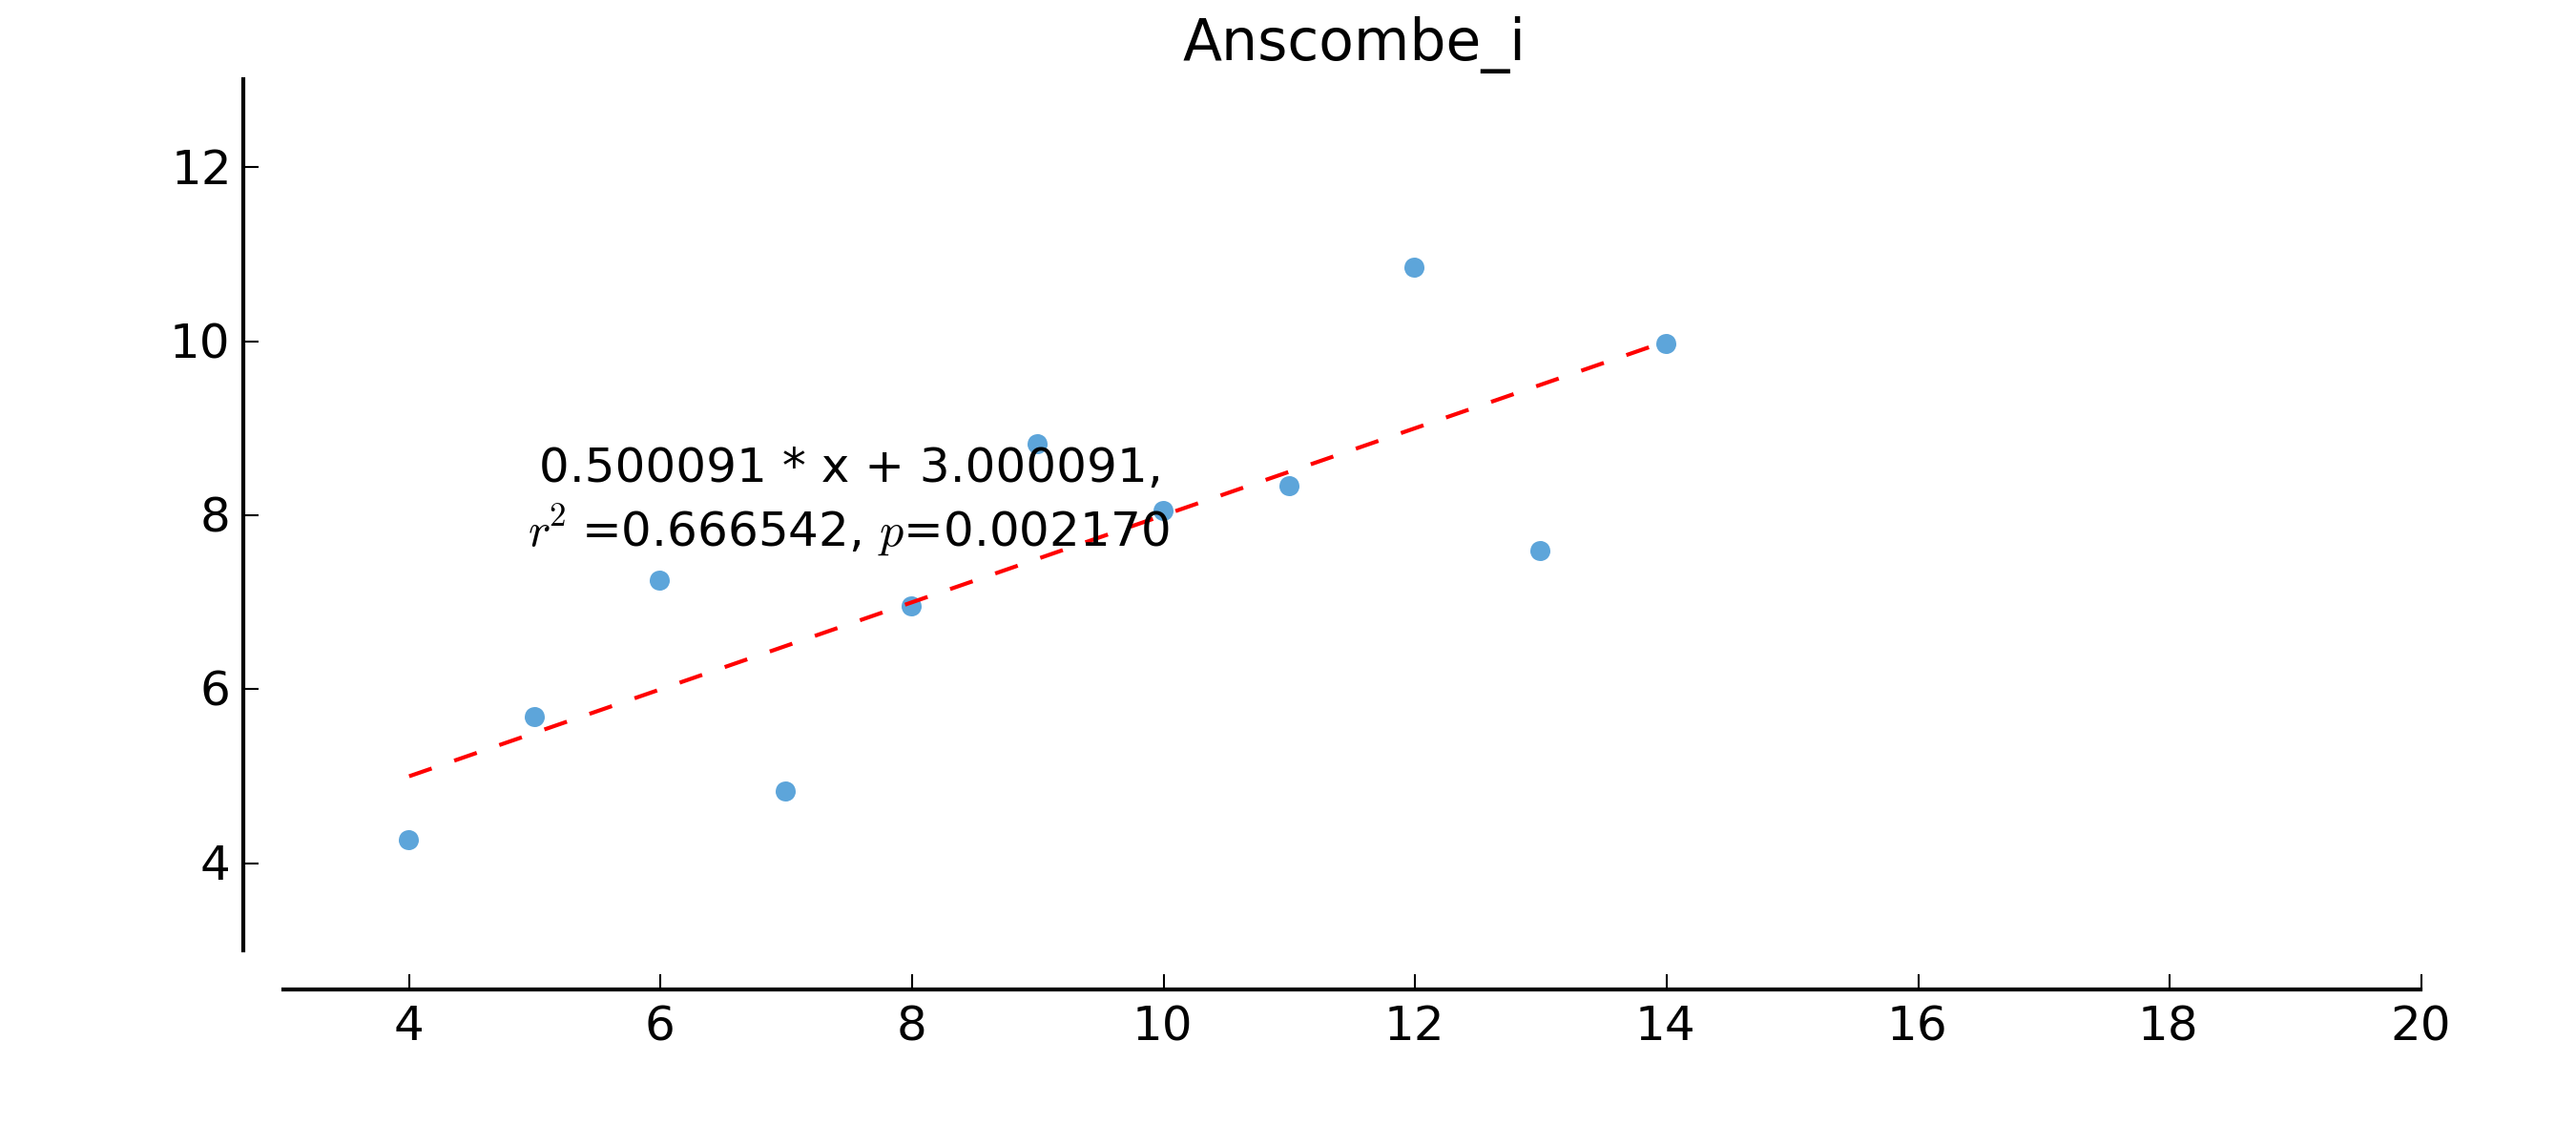 Anscombe_i
12
10
8
6
4
0.500091 * x + 3.000091,
r² =0.666542, p=0.002170
4 6 8 10 12 14 16 18 20